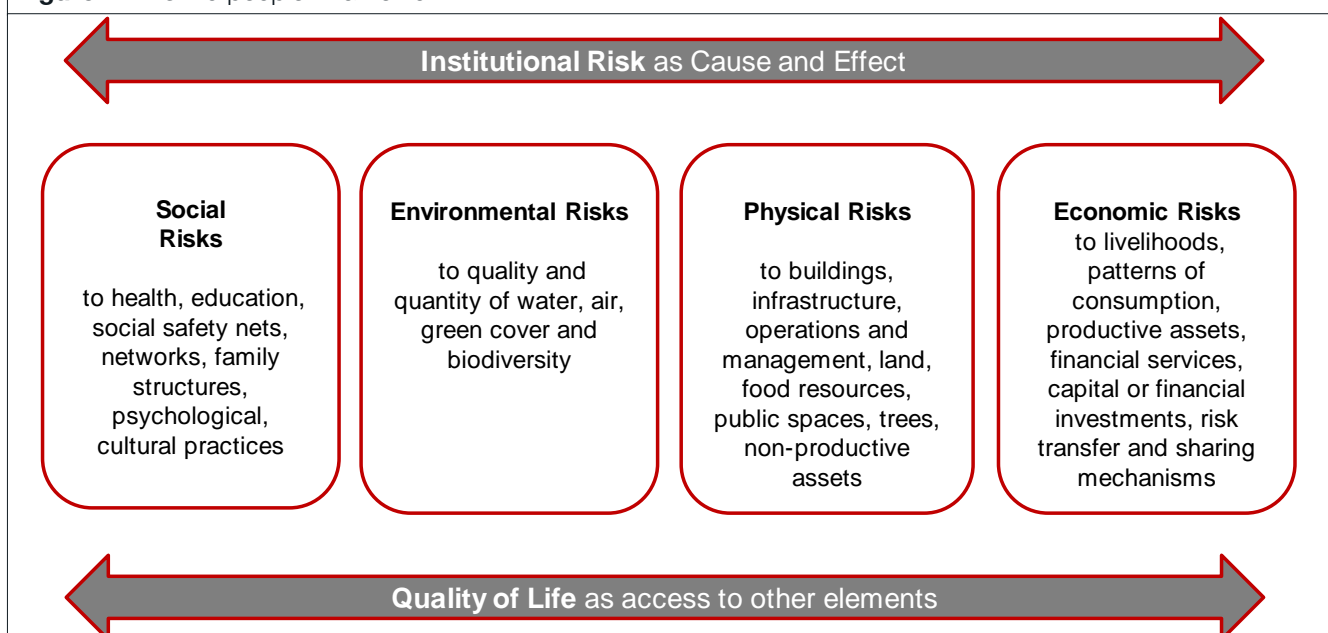 Institutional Risk as Cause and Effect
Social
Risks
to health, education,
social safety nets,
networks, family
structures,
psychological,
cultural practices
Environmental Risks
to quality and
quantity of water, air,
green cover and
biodiversity
Physical Risks
to buildings,
infrastructure,
operations and
management, land,
food resources,
public spaces, trees,
non-productive
assets
Economic Risks
to livelihoods,
patterns of
consumption,
productive assets,
financial services,
capital or financial
investments, risk
transfer and sharing
mechanisms
Quality of Life as access to other elements